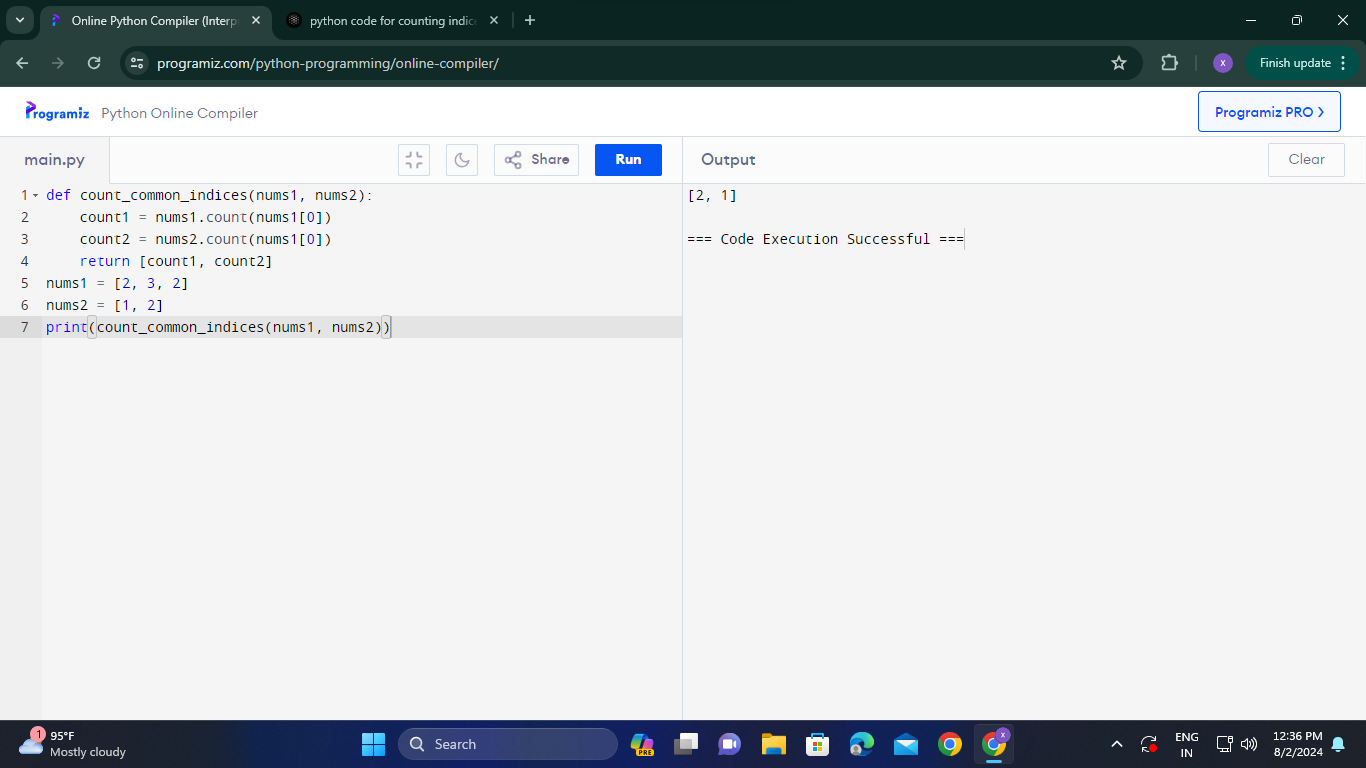 Online Python Compiler (Interp
python code for counting indic
programiz.com/python-programming/online-compiler/
x
Finish update
Programiz
Python Online Compiler
Programiz PRO
main.py
Share
Run
Output
Clear
1 def count_common_indices(nums1, nums2):
2     count1 = nums1.count(nums1[0])
3     count2 = nums2.count(nums1[0])
4     return [count1, count2]
5 nums1 = [2, 3, 2]
6 nums2 = [1, 2]
7 print(count_common_indices(nums1, nums2))
[2, 1]
=== Code Execution Successful ===
1
95°F
Mostly cloudy
Search
PRE
x
ENG
IN
12:36 PM
8/2/2024